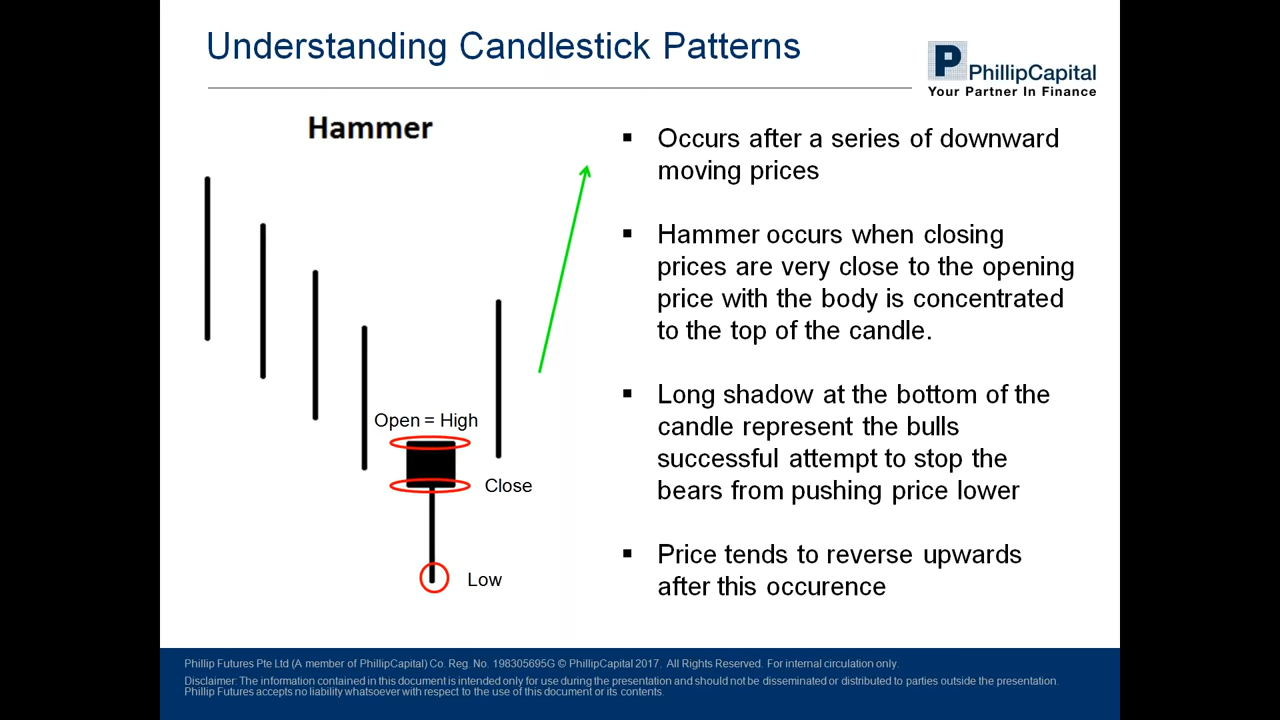 Understanding Candlestick Patterns
P
PhillipCapital
Your Partner In Finance
Hammer
Open = High
Close
Low
▪ Occurs after a series of downward
moving prices
▪ Hammer occurs when closing
prices are very close to the opening
price with the body is concentrated
to the top of the candle.
▪ Long shadow at the bottom of the
candle represent the bulls
successful attempt to stop the
bears from pushing price lower
▪ Price tends to reverse upwards
after this occurence
Phillip Futures Pte Ltd (A member of PhillipCapital) Co. Reg. No. 198305695G © PhillipCapital 2017. All Rights Reserved. For internal circulation only.
Disclaimer: The information contained in this document is intended only for use during the presentation and should not be disseminated or distributed to parties outside the presentation.
Phillip Futures accepts no liability whatsoever with respect to the use of this document or its contents.